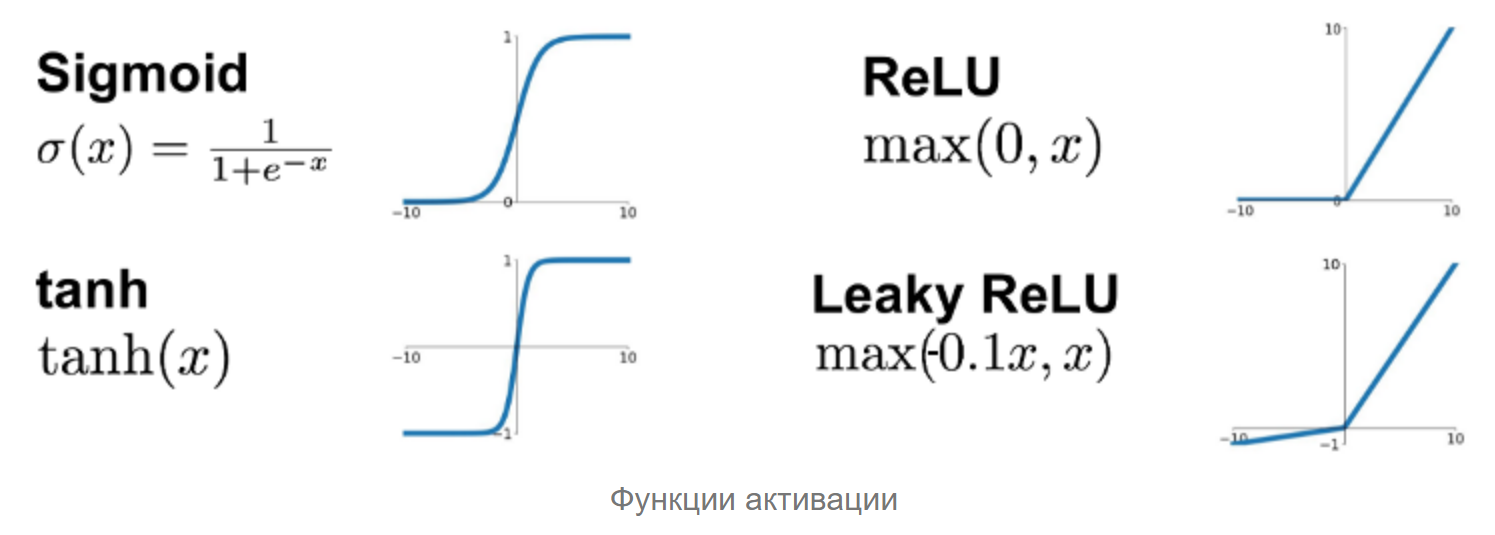 Sigmoid
σ(x) = 1/(1+e^{-x})
1
0
-10
10
ReLU
max(0, x)
10
0
-10
10
tanh
tanh(x)
1
-10
10
-1
Leaky ReLU
max(-0.1x, x)
10
-10
-1
10
Функции активации